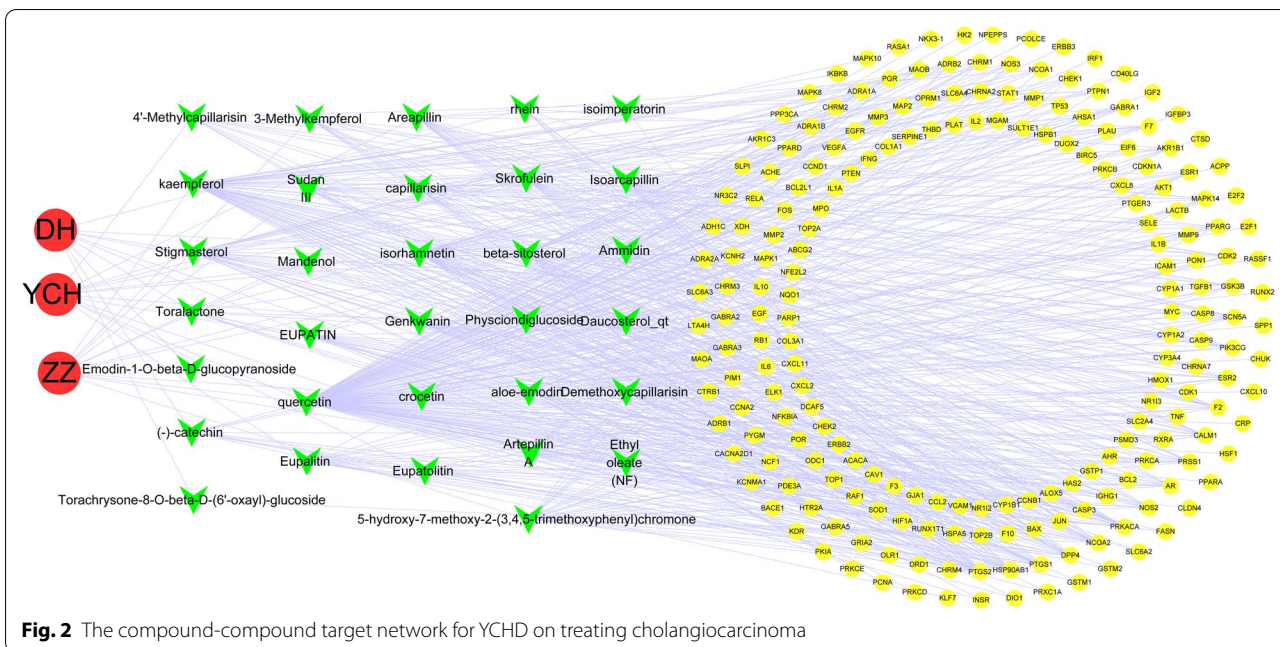 DH
YCH
ZZ
4'-Methylcapillarisin
3-Methylkempferol
Areapillin
rhein
isoimperatorin
kaempferol
Sudan
III
capillarisin
Skrofulein
Isoarcapillin
Stigmasterol
Mandenol
isorhamnetin
beta-sitosterol
Ammidin
Toralactone
EUPATIN
Genkwanin
Physciondiglucoside
Daucosterol_qt
Emodin-1-O-beta-D-glucopyranoside
quercetin
crocetin
aloe-emodin
Demethoxycapillarisin
(-)-catechin
Eupalitin
Eupatolitin
Artepillin
A
Ethyl
oleate
(NF)
Torachrysone-8-O-beta-D-(6'-oxayl)-glucoside
5-hydroxy-7-methoxy-2-(3,4,5-trimethoxyphenyl)chromone
NKX3-1
HK2
NPEPPS
PCOLCE
ERBB3
IRF1
CD40LG
IGF2
IGFBP3
CTSD
ACPP
E2F2
E2F1
RASSF1
RUNX2
SPP1
CHUK
CXCL10
CRP
HSF1
PPARA
CLDN4
FASN
SLC6A2
GSTM2
GSTM1
PRXC1A
DIO1
INSR
KLF7
PRKCD
PCNA
PRKCE
PKIA
KDR
BACE1
KCNMA1
CACNA2D1
ADRB1
CTRB1
MAOA
LTA4H
SLC6A3
ADRA2A
ADH1C
NR3C2
SLPI
AKR1C3
PPP3CA
MAPK8
IKBKB
MAPK10
RASA1
PGR
MAOB
ADRB2
CHRM1
NOS3
NCOA1
CHEK1
PTPN1
GABRA1
F7
AKR1B1
ESR1
MAPK14
PPARG
CDK2
GSK3B
SCN5A
PIK3CG
ESR2
F2
CALM1
PRSS1
AR
NOS2
PRKACA
NCOA2
DPP4
PTGS1
HSP90AB1
PTGS2
CHRM4
DRD1
OLR1
GRIA2
GABRA5
HTR2A
PDE3A
NCF1
PYGM
CCNA2
PIM1
GABRA3
GABRA2
CHRM3
KCNH2
XDH
RELA
ACHE
PPARD
ADRA1B
CHRM2
ADRA1A
MAP2
OPRM1
SLC6A4
CHRNA2
STAT1
MMP1
TP53
AHSA1
PLAU
EIF6
CDKN1A
AKT1
LACTB
MMP9
PON1
TGFB1
CASP8
CASP9
CHRNA7
CDK1
TNF
RXRA
PRKCA
BCL2
IGHG1
CASP3
JUN
BAX
F10
TOP2B
HSPA5
RUNX1T1
HIF1A
SOD1
RAF1
TOP1
ODC1
POR
NFKBIA
ELK1
IL6
RB1
EGF
IL10
MAPK1
MMP2
FOS
BCL2L1
CCND1
VEGFA
EGFR
MMP3
SERPINE1
THBD
PLAT
IL2
MGAM
SULT1E1
HSPB1
DUOX2
BIRC5
PRKCB
CXCL8
PTGER3
SELE
IL1B
ICAM1
CYP1A1
MYC
CYP1A2
CYP3A4
HMOX1
NR1I3
SLC2A4
PSMD3
AHR
GSTP1
HAS2
ALOX5
CCNB1
CYP1B1
NR1I2
VCAM1
CCL2
GJA1
F3
CAV1
ACACA
ERBB2
CHEK2
DCAF5
CXCL2
CXCL11
COL3A1
PARP1
NQO1
NFE2L2
ABCG2
TOP2A
MPO
IL1A
PTEN
IFNG
COL1A1
Fig. 2 The compound-compound target network for YCHD on treating cholangiocarcinoma